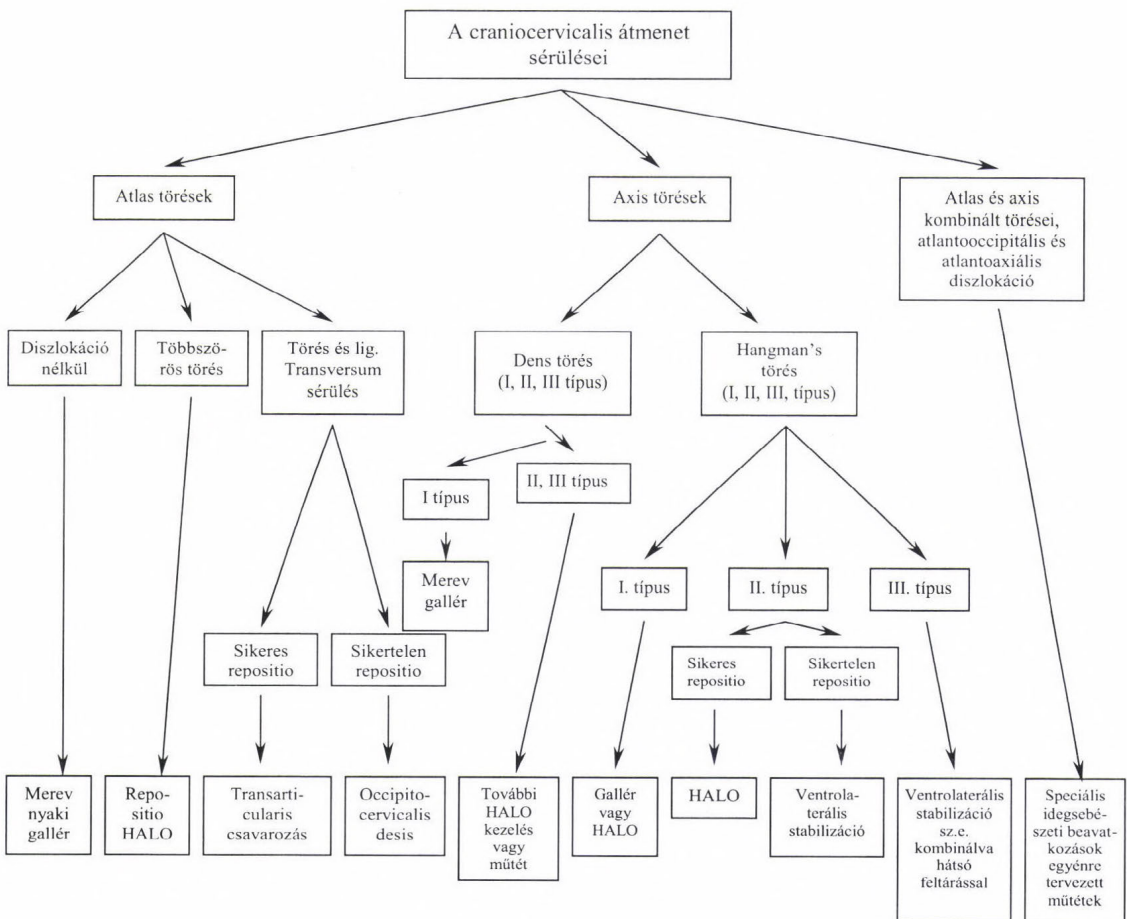 A craniocervicalis átmenet
sérülései
Atlas törések
Axis törések
Atlas és axis
kombinált törései,
atlantooccipitális és
atlantoaxiális
diszlokáció
Diszlokáció
nélkül
Többszö-
rös törés
Törés és lig.
Transversum
sérülés
Dens törés
(I, II, III típus)
Hangman's
törés
(I, II, III, típus)
I típus
II, III típus
Merev
gallér
I. típus
II. típus
III. típus
Sikeres
repositio
Sikertelen
repositio
Sikeres
repositio
Sikertelen
repositio
Merev
nyaki
gallér
Repo-
sitio
HALO
Transarti-
cularis
csavarozás
Occipito-
cervicalis
desis
További
HALO
kezelés
vagy
műtét
Gallér
vagy
HALO
HALO
Ventrola-
terális
stabilizáció
Ventrolaterális
stabilizáció
sz.e.
kombinálva
hátsó
feltárással
Speciális
idegsebé-
szeti beavat-
kozások
egyénre
tervezett
műtétek